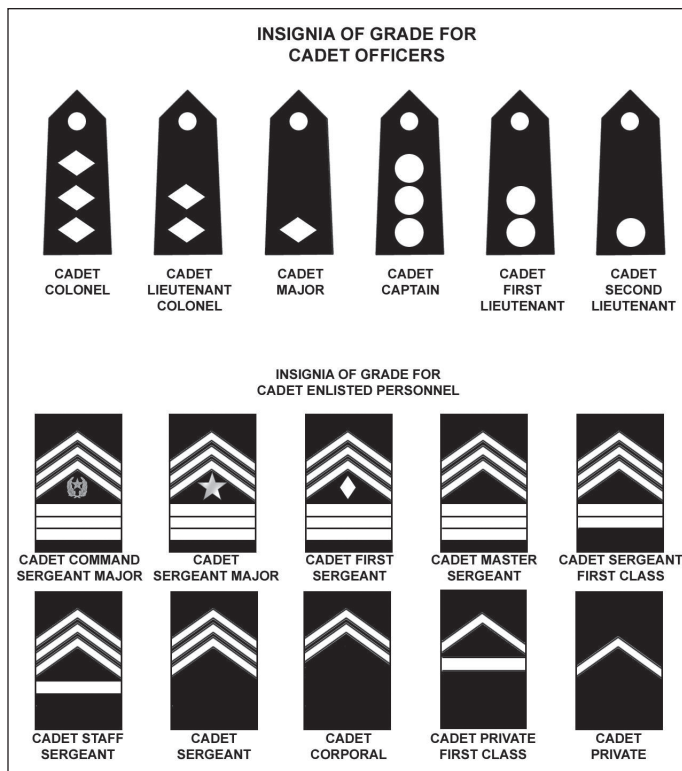 INSIGNIA OF GRADE FOR
CADET OFFICERS
CADET
COLONEL
CADET
LIEUTENANT
COLONEL
CADET
MAJOR
CADET
CAPTAIN
CADET
FIRST
LIEUTENANT
CADET
SECOND
LIEUTENANT
INSIGNIA OF GRADE FOR
CADET ENLISTED PERSONNEL
CADET COMMAND
SERGEANT MAJOR
CADET
SERGEANT MAJOR
CADET FIRST
SERGEANT
CADET MASTER
SERGEANT
CADET SERGEANT
FIRST CLASS
CADET STAFF
SERGEANT
CADET
SERGEANT
CADET
CORPORAL
CADET PRIVATE
FIRST CLASS
CADET
PRIVATE